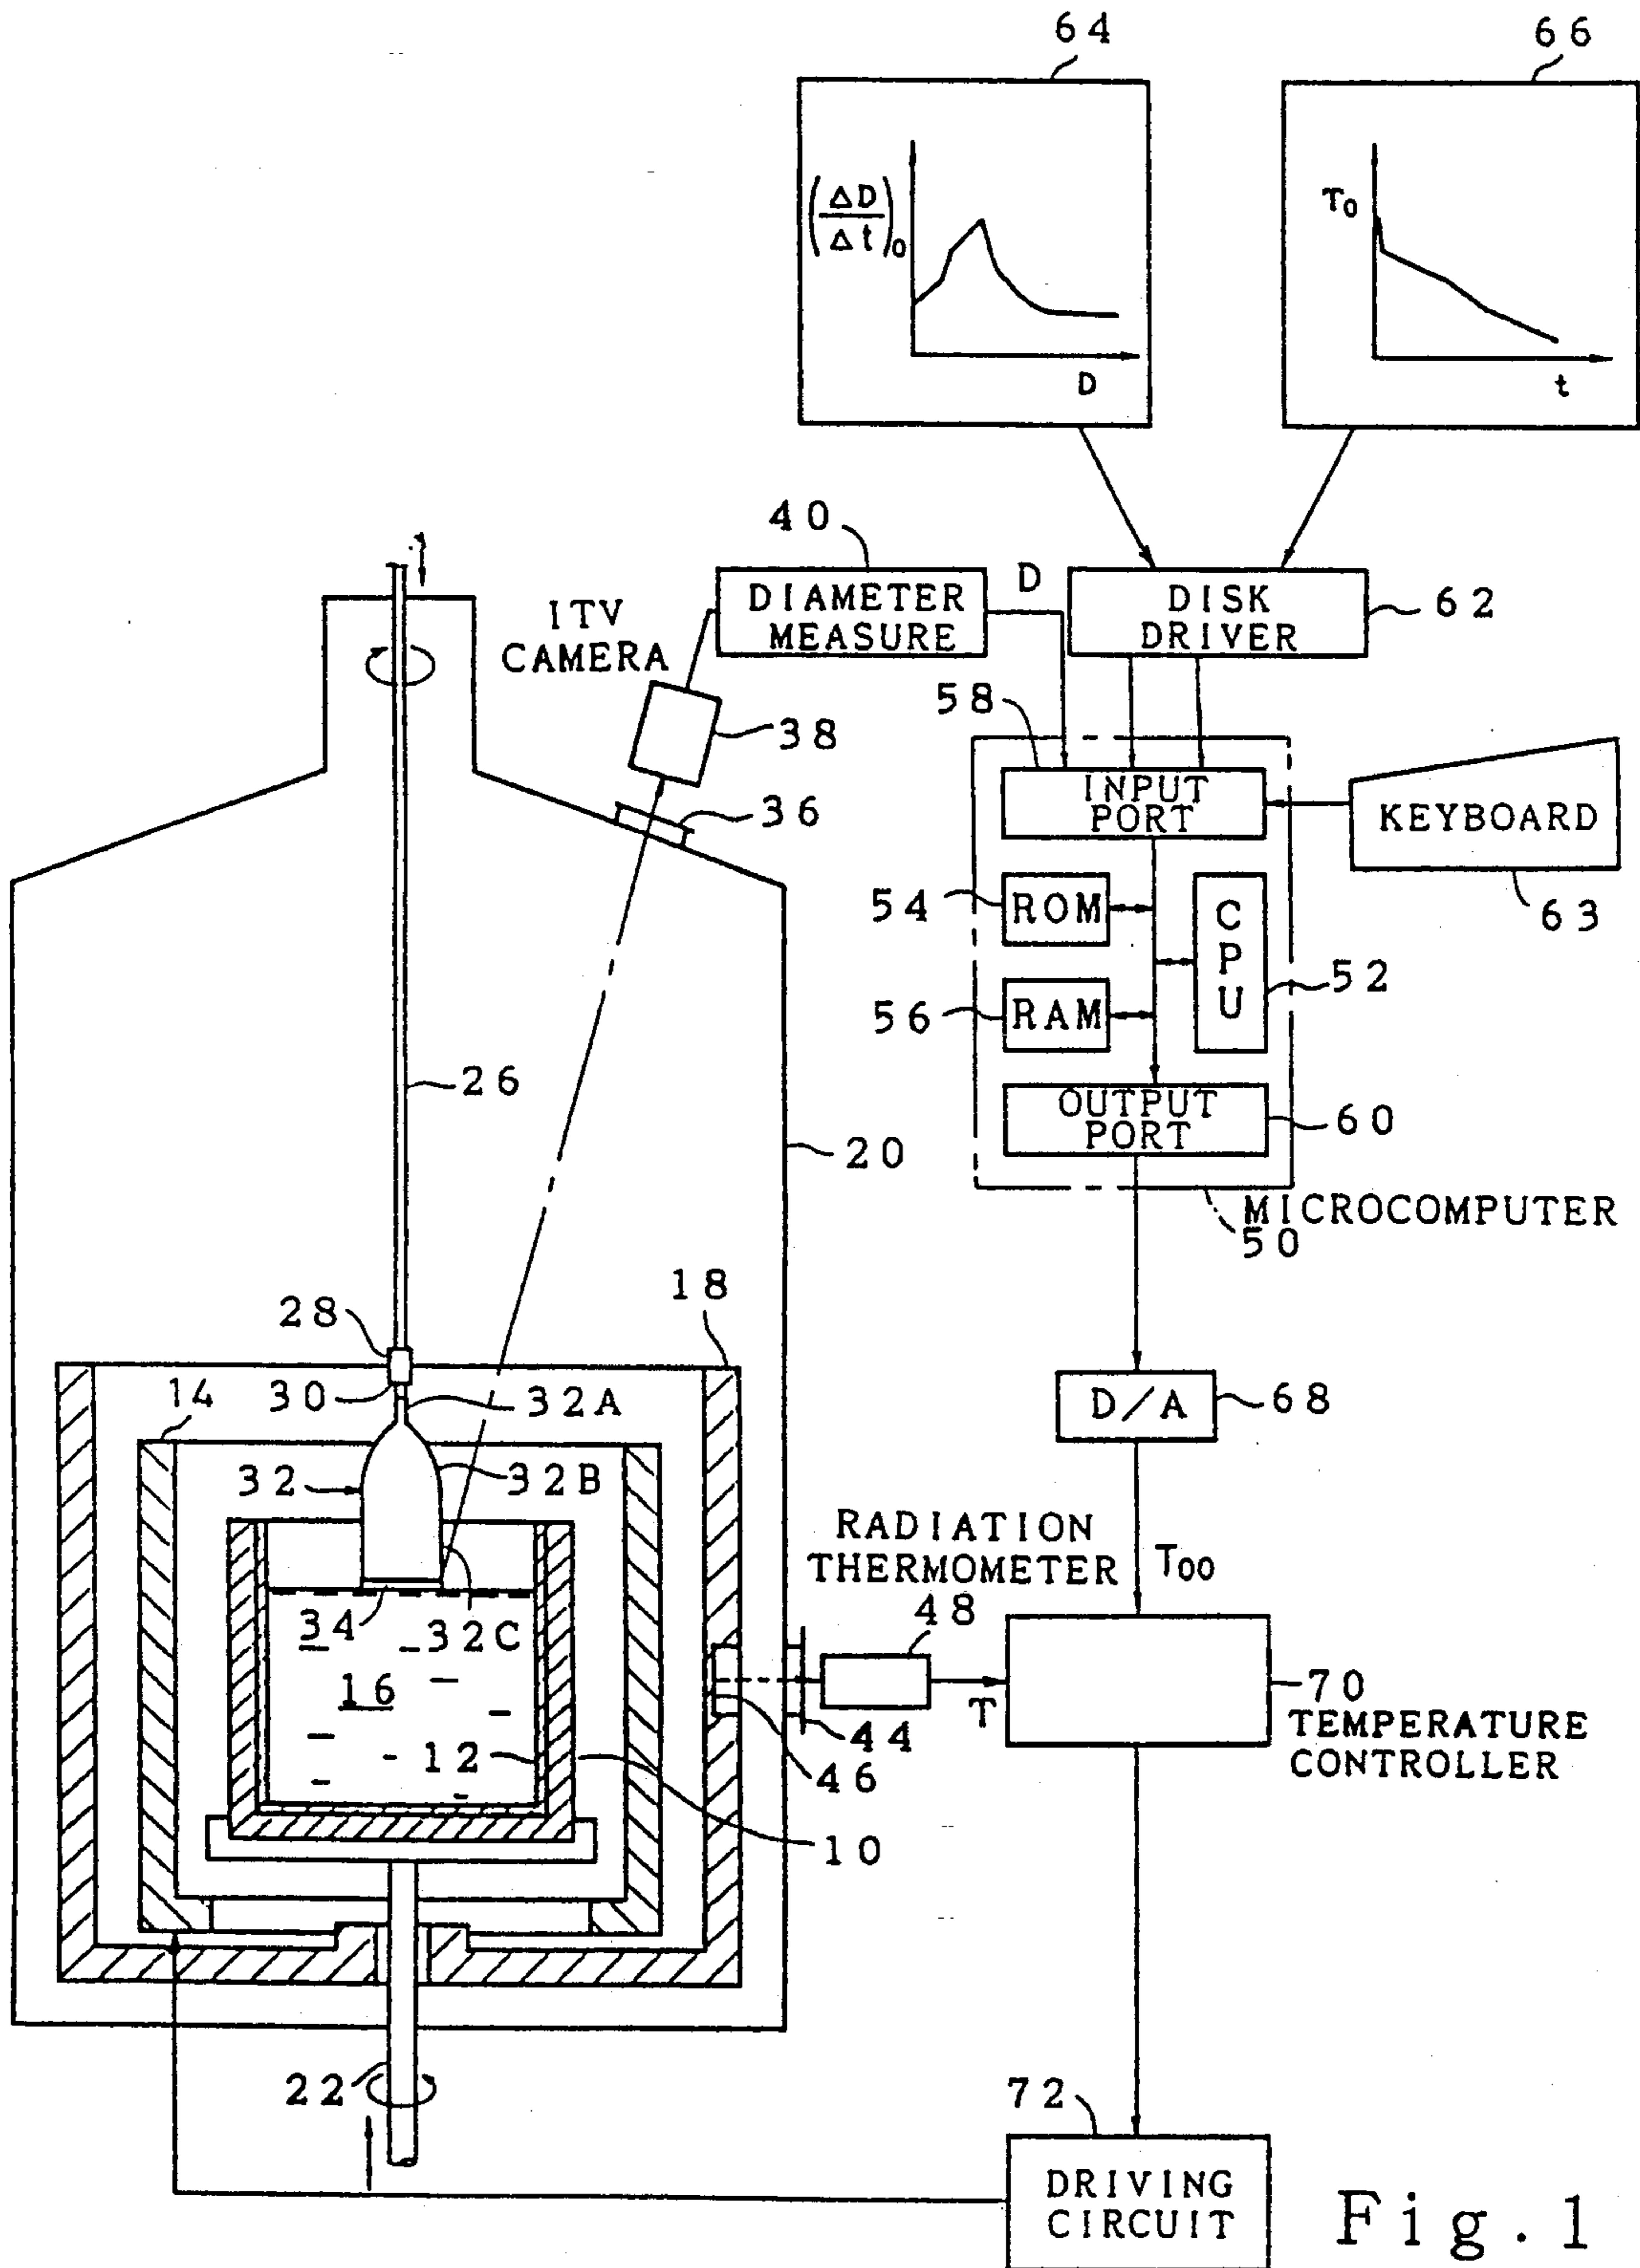 64
66
(ΔD/Δt)₀
D
T₀
t
40
DIAMETER
MEASURE
D
DISK
DRIVER
62
ITV
CAMERA
38
36
58
INPUT
PORT
KEYBOARD
63
54
ROM
CPU
52
56
RAM
26
OUTPUT
PORT
60
20
MICROCOMPUTER
50
18
28
14
30
32A
D/A
68
32
32B
RADIATION
THERMOMETER
48
T₀₀
34
32C
16
T
70
TEMPERATURE
CONTROLLER
44
12
46
10
22
72
DRIVING
CIRCUIT
Fig.1